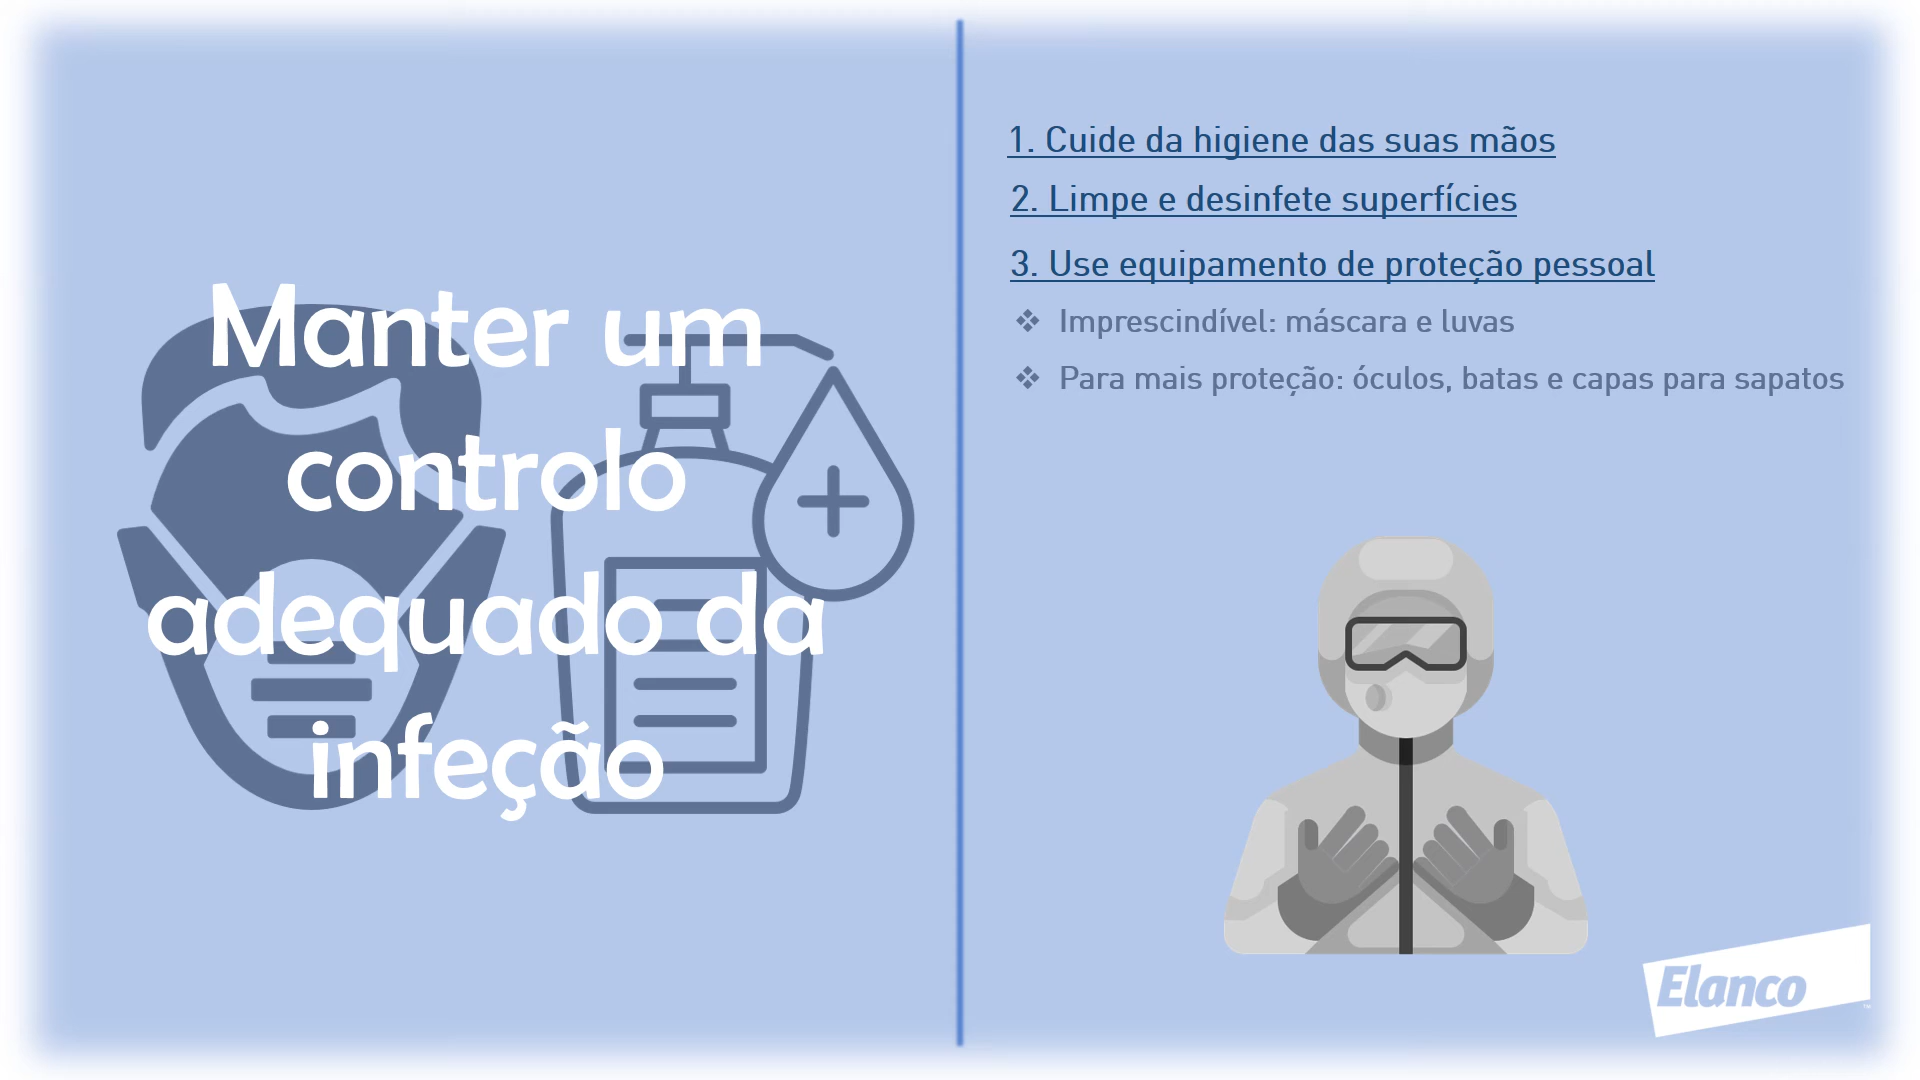 Manter um
controlo
adequado da
infeção
1. Cuide da higiene das suas mãos
2. Limpe e desinfete superfícies
3. Use equipamento de proteção pessoal
❖ Imprescindível: máscara e luvas
❖ Para mais proteção: óculos, batas e capas para sapatos
Elanco
™